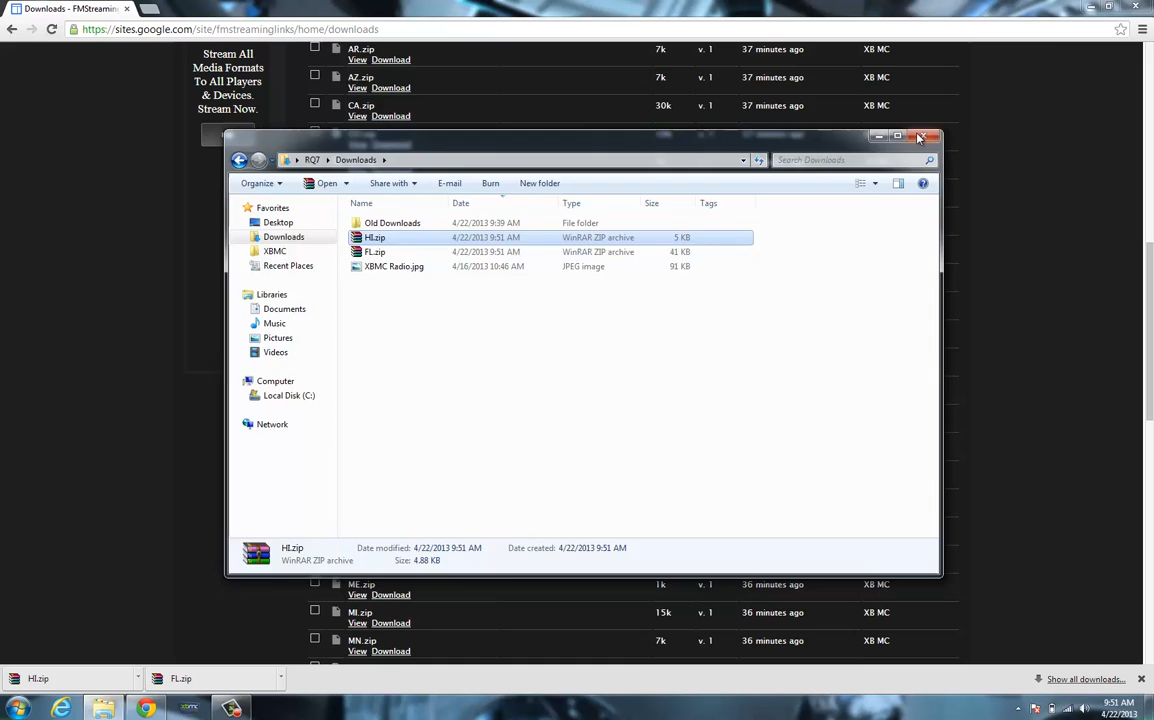 Downloads - FMStreamin
https://sites.google.com/site/fmstreaminglinks/home/downloads
Stream All
Media Formats
To All Players
& Devices.
Stream Now.
AR.zip 7k v. 1 37 minutes ago XB MC
View Download
AZ.zip 7k v. 1 37 minutes ago XB MC
View Download
CA.zip 30k v. 1 37 minutes ago XB MC
View Download
RQ7 Downloads
Search Downloads
Organize Open Share with E-mail Burn New folder
Name Date Type Size Tags
Favorites
Desktop
Downloads
XBMC
Recent Places
Libraries
Documents
Music
Pictures
Videos
Computer
Local Disk (C:)
Network
Old Downloads 4/22/2013 9:39 AM File folder
HI.zip 4/22/2013 9:51 AM WinRAR ZIP archive 5 KB
FL.zip 4/22/2013 9:51 AM WinRAR ZIP archive 41 KB
XBMC Radio.jpg 4/16/2013 10:46 AM JPEG image 91 KB
HI.zip Date modified: 4/22/2013 9:51 AM Date created: 4/22/2013 9:51 AM
WinRAR ZIP archive Size: 4.88 KB
ME.zip 1k v. 1 36 minutes ago XB MC
View Download
MI.zip 15k v. 1 36 minutes ago XB MC
View Download
MN.zip 7k v. 1 36 minutes ago XB MC
View Download
HI.zip FL.zip Show all downloads...
xbmc
9:51 AM
4/22/2013